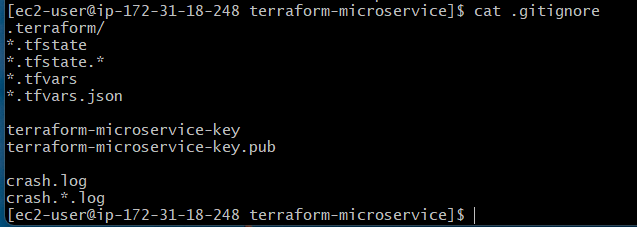 [ec2-user@ip-172-31-18-248 terraform-microservice]$ cat .gitignore
.terraform/
*.tfstate
*.tfstate.*
*.tfvars
*.tfvars.json

terraform-microservice-key
terraform-microservice-key.pub

crash.log
crash.*.log
[ec2-user@ip-172-31-18-248 terraform-microservice]$